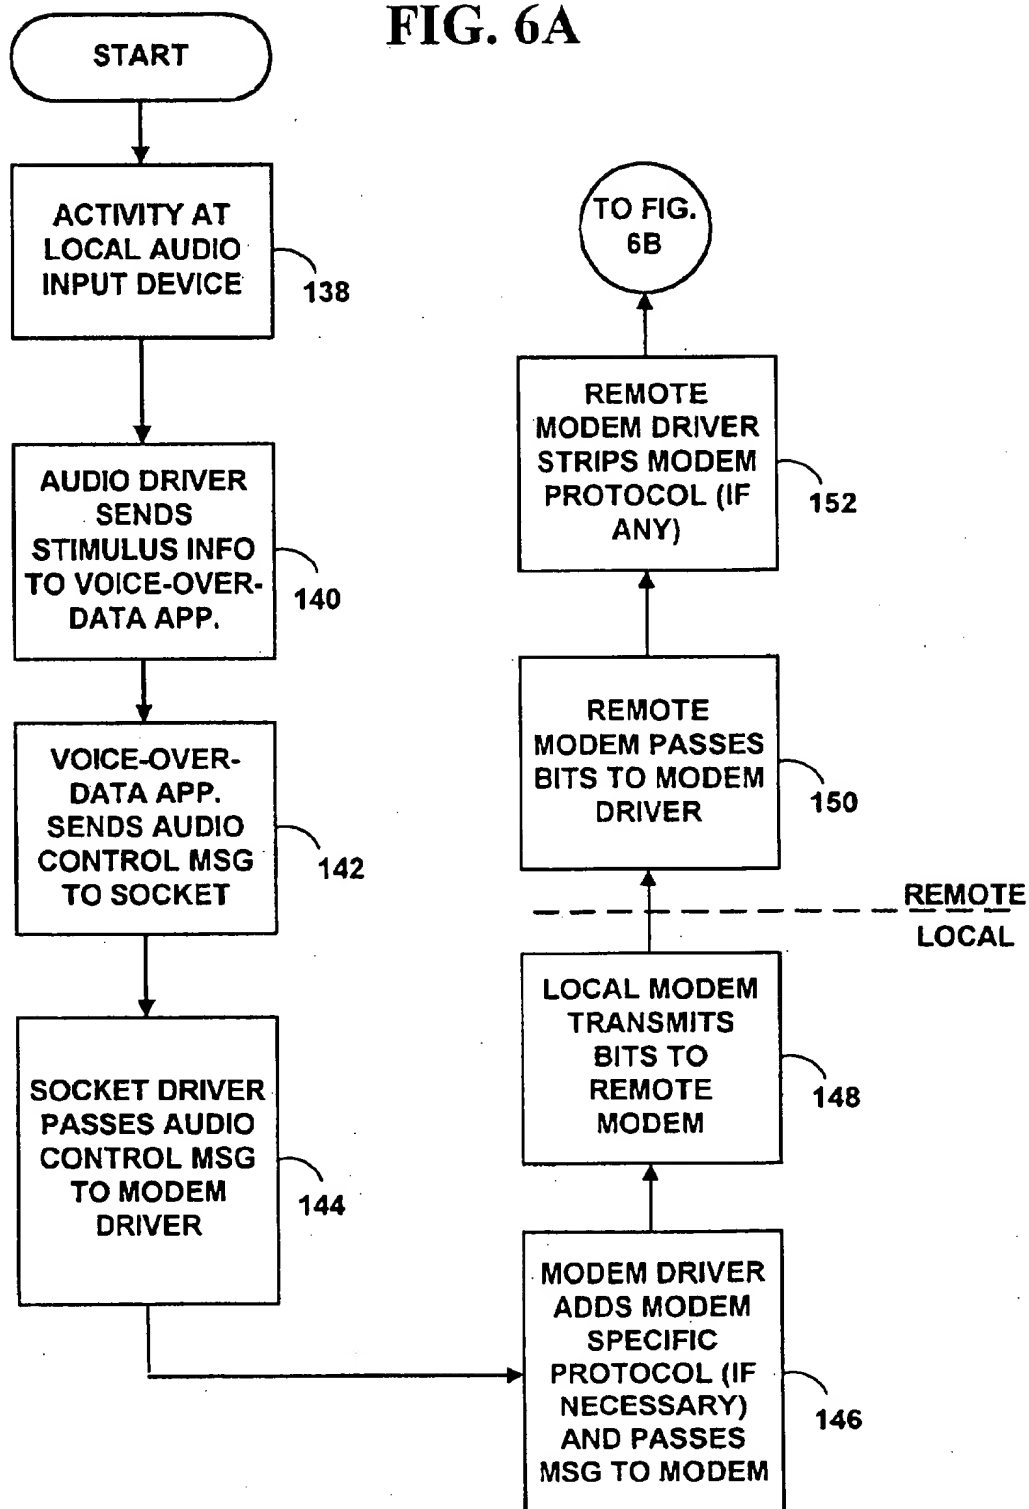 FIG. 6A
START
ACTIVITY AT
LOCAL AUDIO
INPUT DEVICE
138
AUDIO DRIVER
SENDS
STIMULUS INFO
TO VOICE-OVER-
DATA APP.
140
VOICE-OVER-
DATA APP.
SENDS AUDIO
CONTROL MSG
TO SOCKET
142
SOCKET DRIVER
PASSES AUDIO
CONTROL MSG
TO MODEM
DRIVER
144
MODEM DRIVER
ADDS MODEM
SPECIFIC
PROTOCOL (IF
NECESSARY)
AND PASSES
MSG TO MODEM
146
LOCAL MODEM
TRANSMITS
BITS TO
REMOTE
MODEM
148
REMOTE
LOCAL
REMOTE
MODEM PASSES
BITS TO MODEM
DRIVER
150
REMOTE
MODEM DRIVER
STRIPS MODEM
PROTOCOL (IF
ANY)
152
TO FIG.
6B